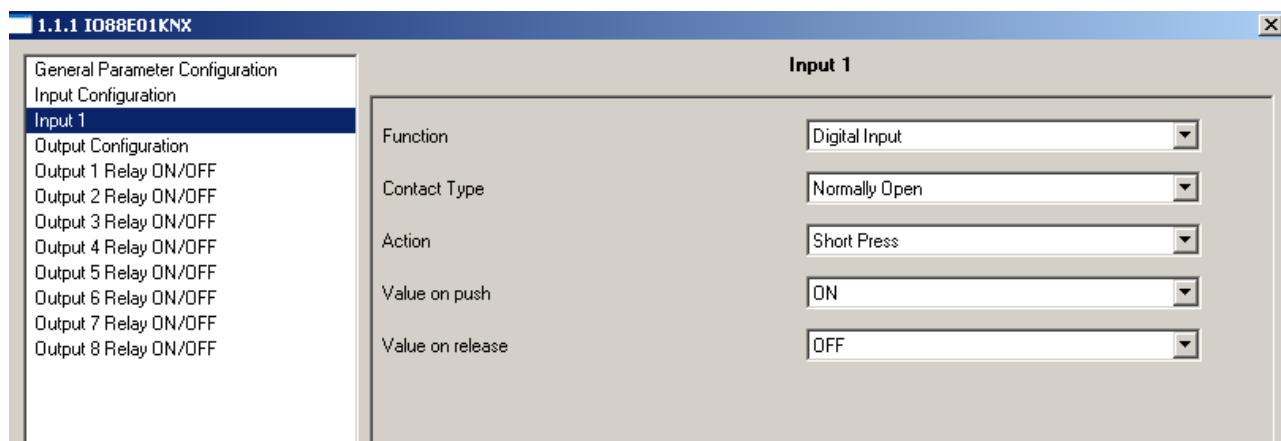 1.1.1 IO88E01KNX
General Parameter Configuration
Input Configuration
Input 1
Output Configuration
Output 1 Relay ON/OFF
Output 2 Relay ON/OFF
Output 3 Relay ON/OFF
Output 4 Relay ON/OFF
Output 5 Relay ON/OFF
Output 6 Relay ON/OFF
Output 7 Relay ON/OFF
Output 8 Relay ON/OFF
Input 1
Function Digital Input
Contact Type Normally Open
Action Short Press
Value on push ON
Value on release OFF